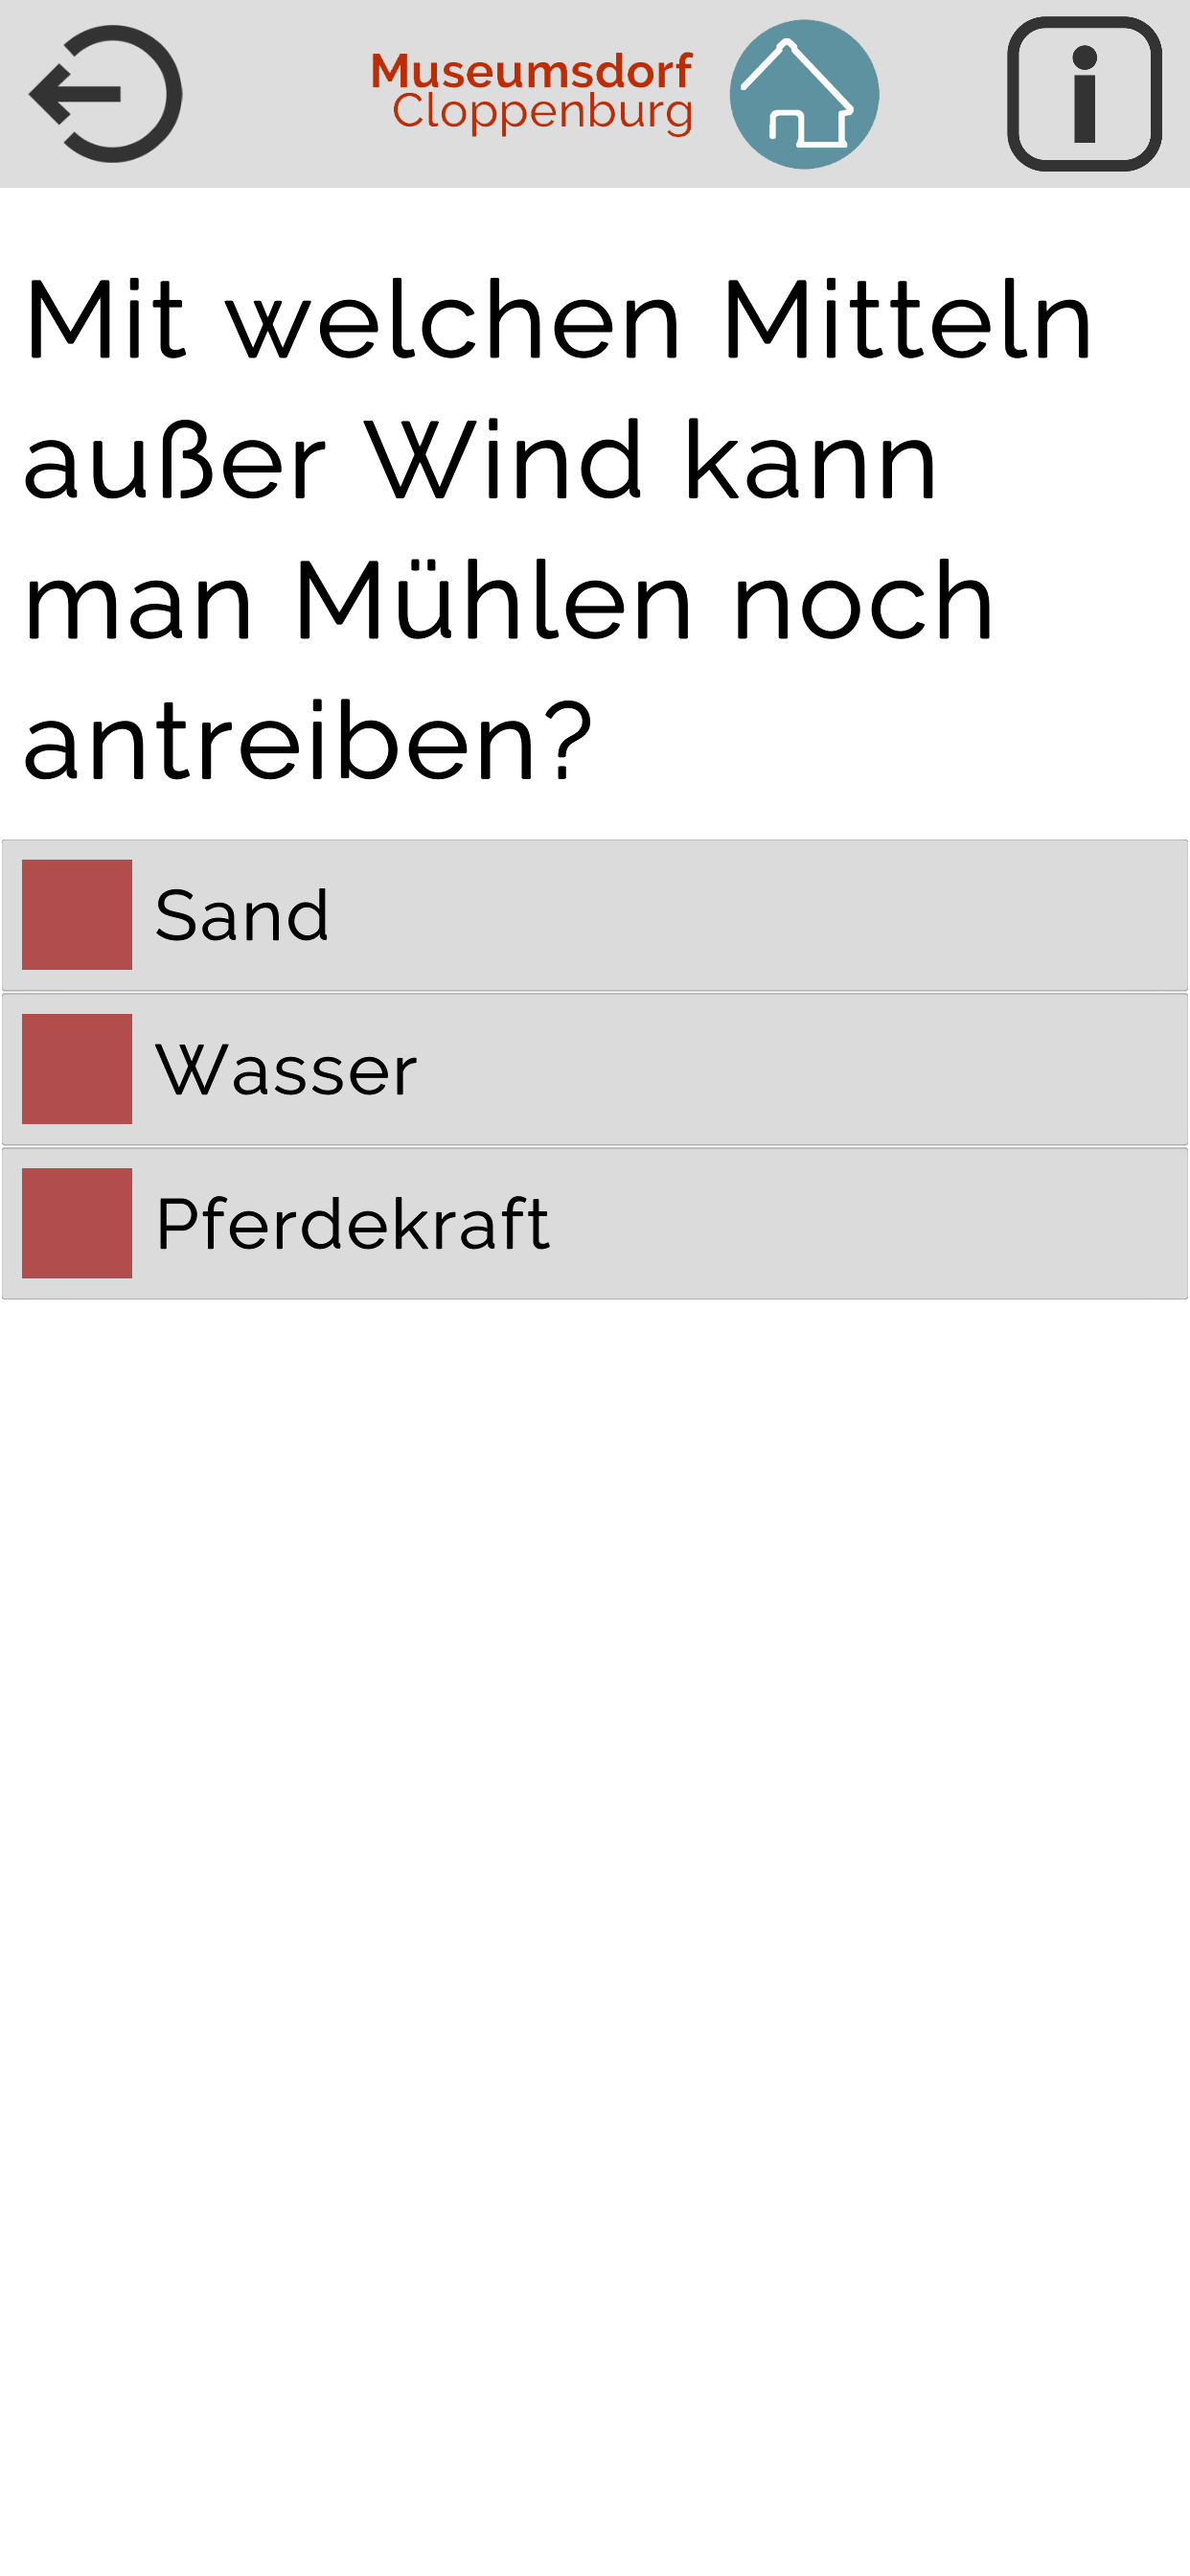 Museumsdorf
Cloppenburg
Mit welchen Mitteln
außer Wind kann
man Mühlen noch
antreiben?
Sand
Wasser
Pferdekraft